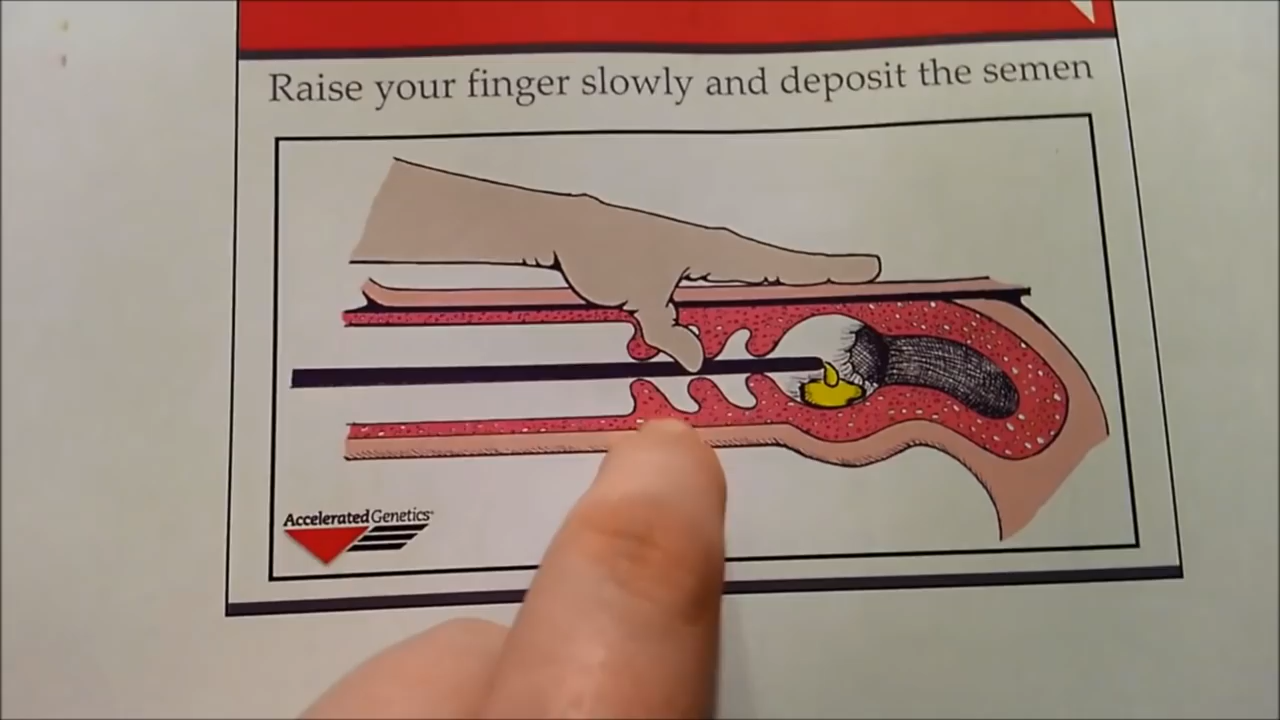 Raise your finger slowly and deposit the semen
Accelerated Genetics